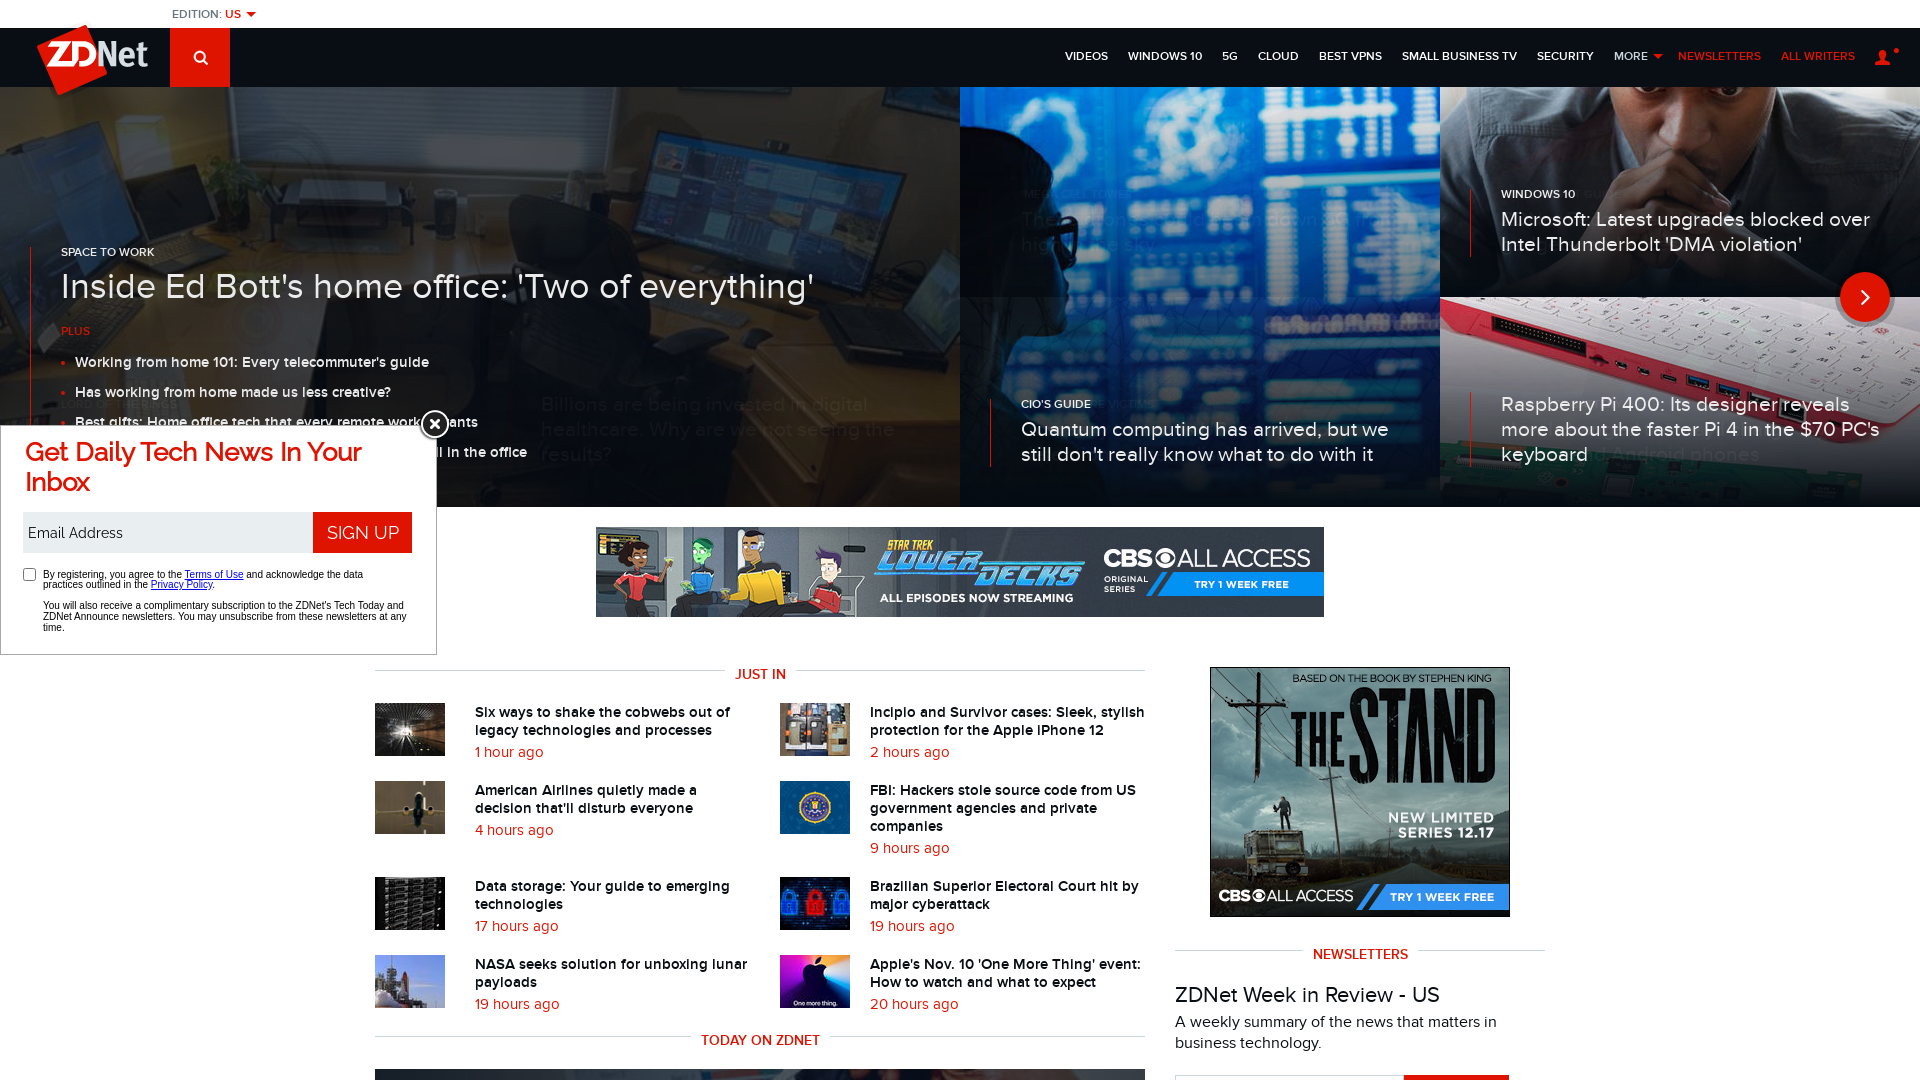 EDITION: US
ZDNet
VIDEOS WINDOWS 10 5G CLOUD BEST VPNS SMALL BUSINESS TV SECURITY MORE NEWSLETTERS ALL WRITERS
SPACE TO WORK
Inside Ed Bott's home office: 'Two of everything'
PLUS
Working from home 101: Every telecommuter's guide
Has working from home made us less creative?
Best gifts: Home office tech that every remote work
ants
in the office
Billions are being invested in digital
healthcare. Why are we not seeing the
results?
CIO'S GUIDE
Quantum computing has arrived, but we
still don't really know what to do with it
WINDOWS 10
Microsoft: Latest upgrades blocked over
Intel Thunderbolt 'DMA violation'
Raspberry Pi 400: Its designer reveals
more about the faster Pi 4 in the $70 PC's
keyboard
Get Daily Tech News In Your
Inbox
Email Address
SIGN UP
By registering, you agree to the Terms of Use and acknowledge the data
practices outlined in the Privacy Policy.
You will also receive a complimentary subscription to the ZDNet's Tech Today and
ZDNet Announce newsletters. You may unsubscribe from these newsletters at any
time.
STAR TREK
LOWER DECKS
ALL EPISODES NOW STREAMING
CBS ALL ACCESS
ORIGINAL
SERIES
TRY 1 WEEK FREE
JUST IN
Six ways to shake the cobwebs out of
legacy technologies and processes
1 hour ago
Incipio and Survivor cases: Sleek, stylish
protection for the Apple iPhone 12
2 hours ago
American Airlines quietly made a
decision that'll disturb everyone
4 hours ago
FBI: Hackers stole source code from US
government agencies and private
companies
9 hours ago
Data storage: Your guide to emerging
technologies
17 hours ago
Brazilian Superior Electoral Court hit by
major cyberattack
19 hours ago
NASA seeks solution for unboxing lunar
payloads
19 hours ago
One more thing.
Apple's Nov. 10 'One More Thing' event:
How to watch and what to expect
20 hours ago
TODAY ON ZDNET
BASED ON THE BOOK BY STEPHEN KING
THE STAND
NEW LIMITED
SERIES 12.17
CBS ALL ACCESS
TRY 1 WEEK FREE
NEWSLETTERS
ZDNet Week in Review - US
A weekly summary of the news that matters in
business technology.